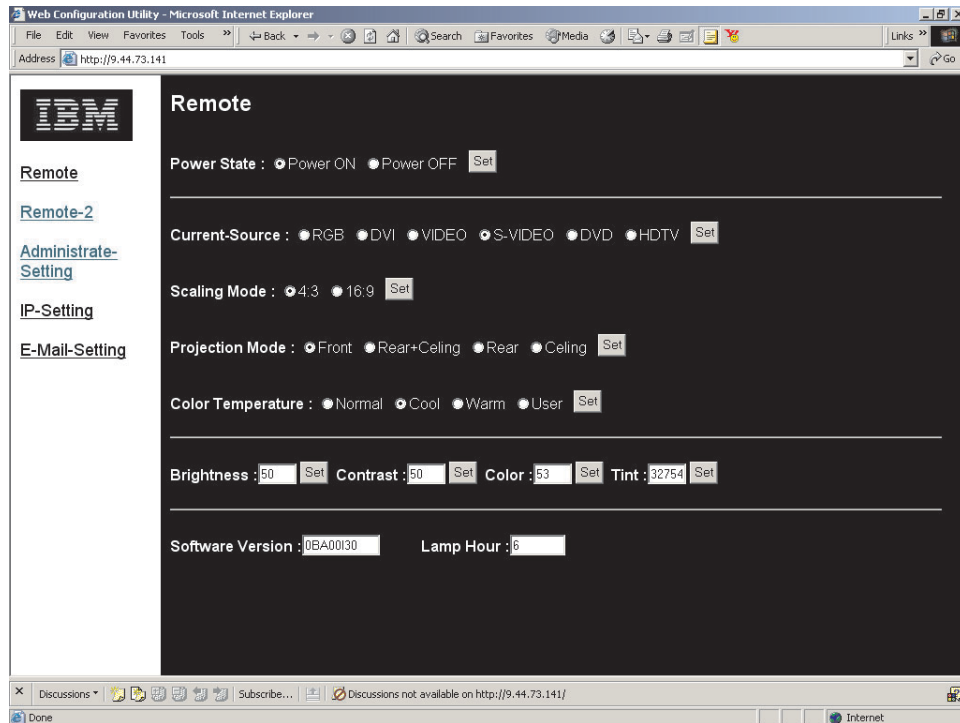 Web Configuration Utility - Microsoft Internet Explorer
File Edit View Favorites Tools » Back Search Favorites Media Links »
Address http://9.44.73.141 Go
IBM
Remote
Remote-2
Administrate-
Setting
IP-Setting
E-Mail-Setting
Remote
Power State : Power ON Power OFF Set
Current-Source : RGB DVI VIDEO S-VIDEO DVD HDTV Set
Scaling Mode : 4:3 16:9 Set
Projection Mode : Front Rear+Celing Rear Celing Set
Color Temperature : Normal Cool Warm User Set
Brightness : 50 Set Contrast : 50 Set Color : 53 Set Tint : 32754 Set
Software Version : 0BA00I30 Lamp Hour : 6
Discussions Subscribe... Discussions not available on http://9.44.73.141/
Done Internet